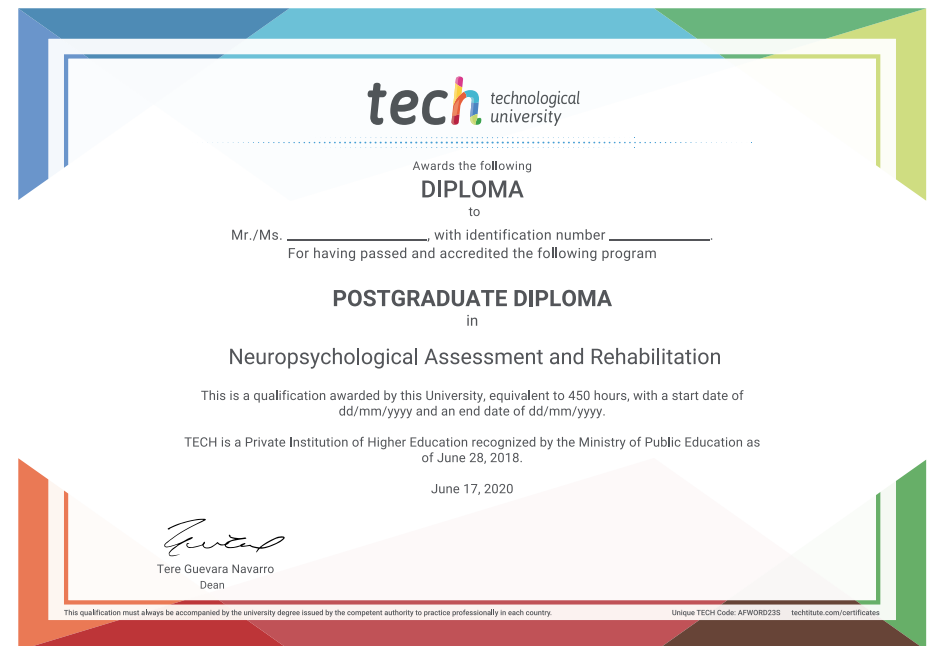 tech technological
university
Awards the following
DIPLOMA
to
Mr./Ms. ________________, with identification number ____________.
For having passed and accredited the following program
POSTGRADUATE DIPLOMA
in
Neuropsychological Assessment and Rehabilitation
This is a qualification awarded by this University, equivalent to 450 hours, with a start date of
dd/mm/yyyy and an end date of dd/mm/yyyy.
TECH is a Private Institution of Higher Education recognized by the Ministry of Public Education as
of June 28, 2018.
June 17, 2020
Tere Guevara Navarro
Dean
This qualification must always be accompanied by the university degree issued by the competent authority to practice professionally in each country.
Unique TECH Code: AFWORD23S techtitute.com/certificates